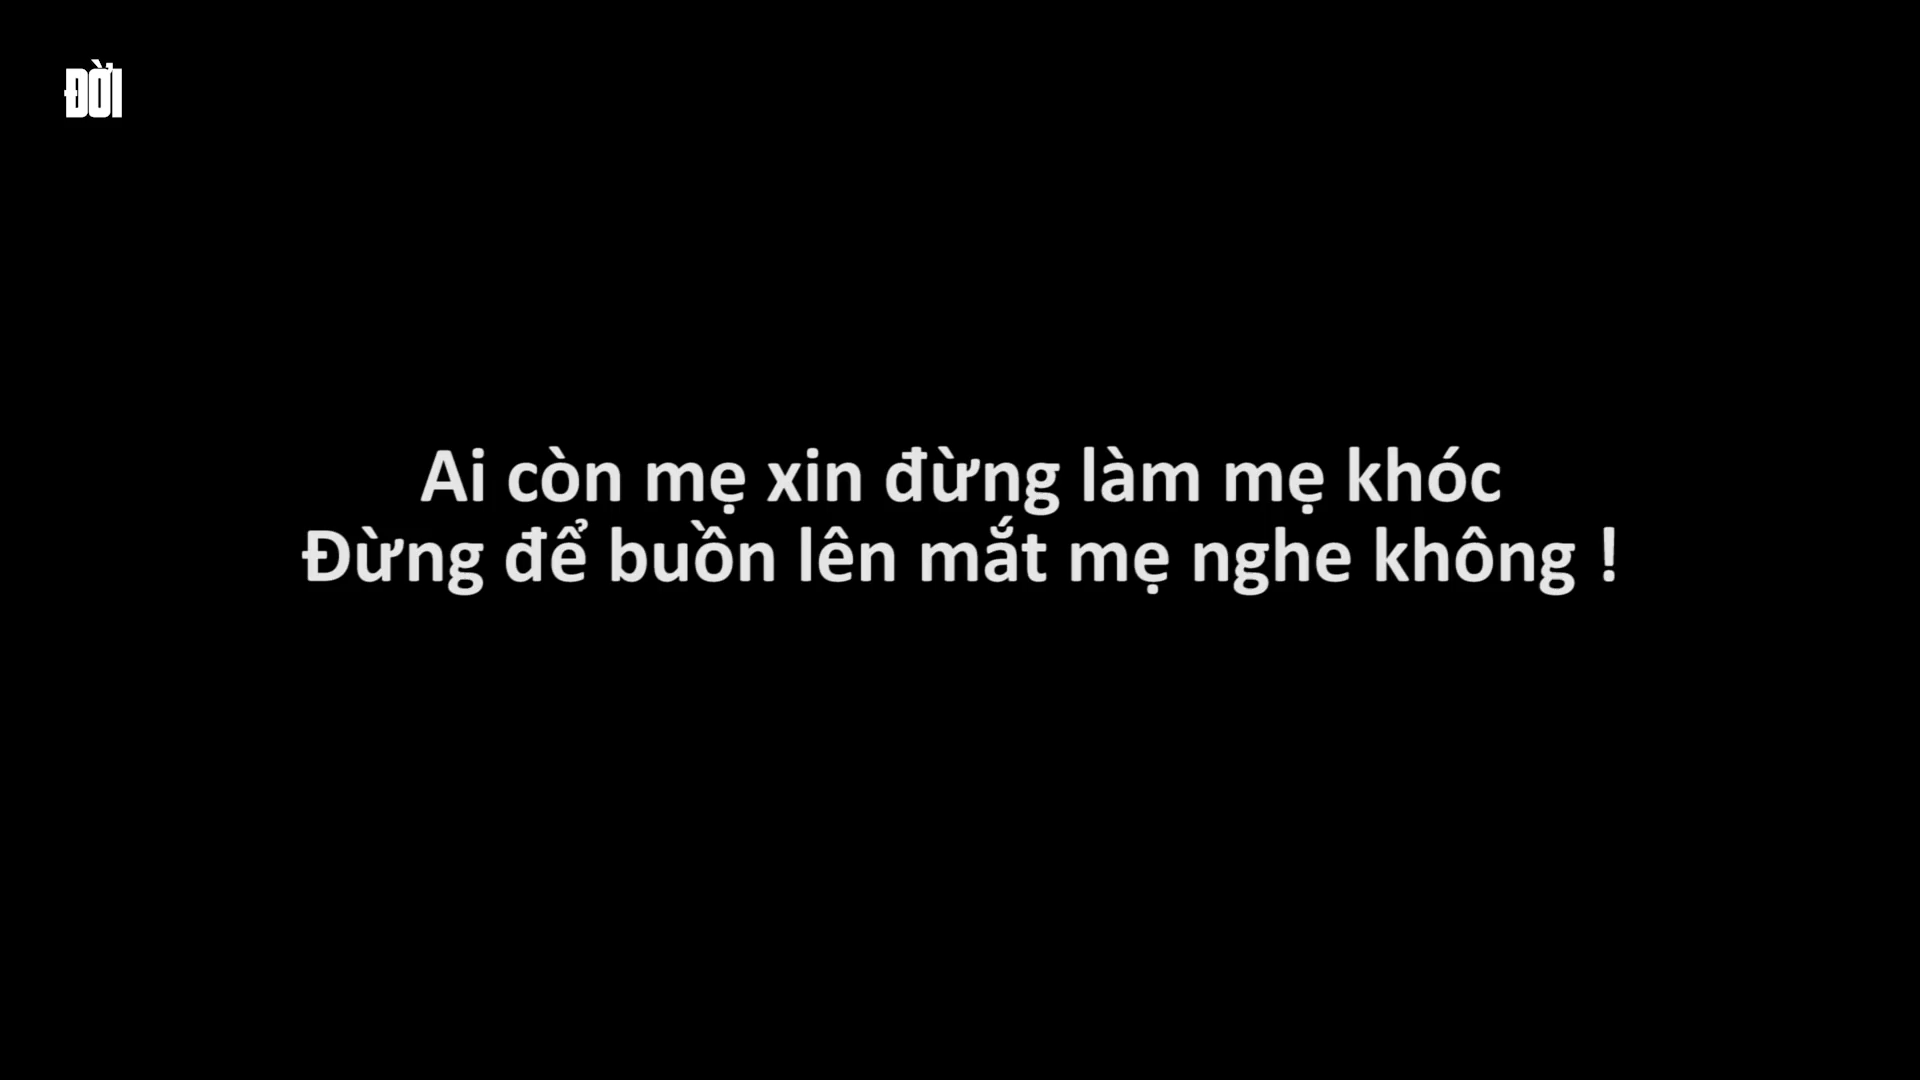 ĐỜI
Ai còn mẹ xin đừng làm mẹ khóc
Đừng để buồn lên mắt mẹ nghe không !